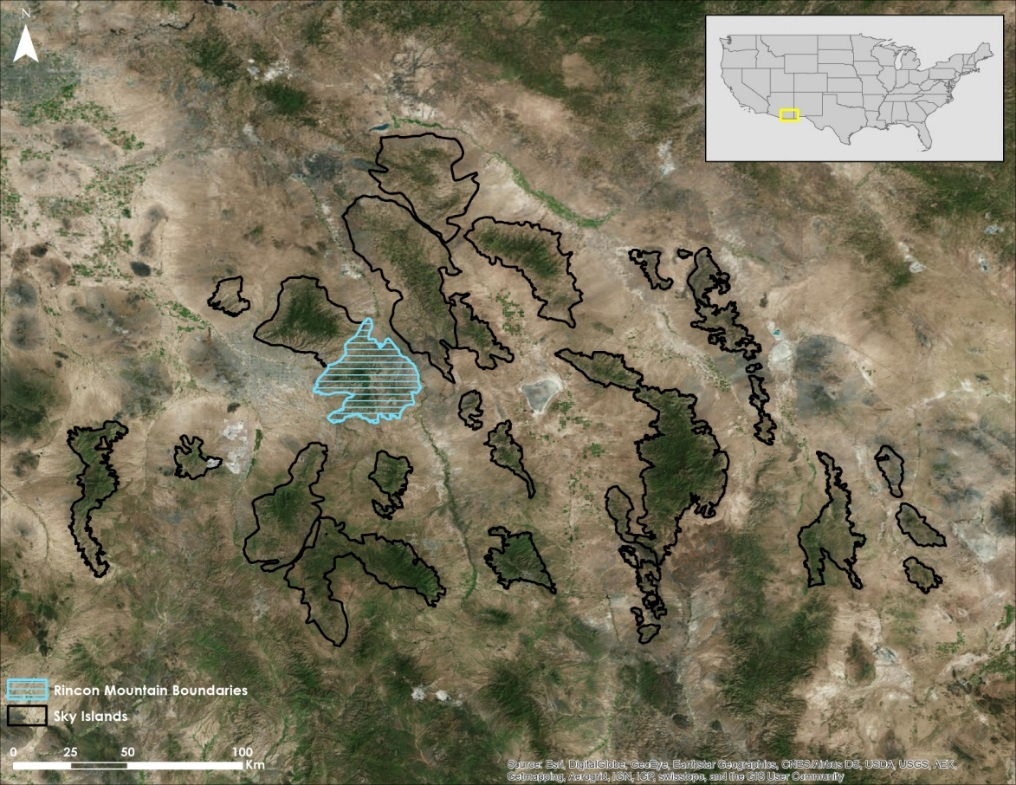 N
Rincon Mountain Boundaries
Sky Islands
0 25 50 100
Km
Source: Esri, DigitalGlobe, GeoEye, Earthstar Geographics, CNES/Airbus DS, USDA, USGS, AEX,
Getmapping, Aerogrid, IGN, IGP, swisstopo, and the GIS User Community